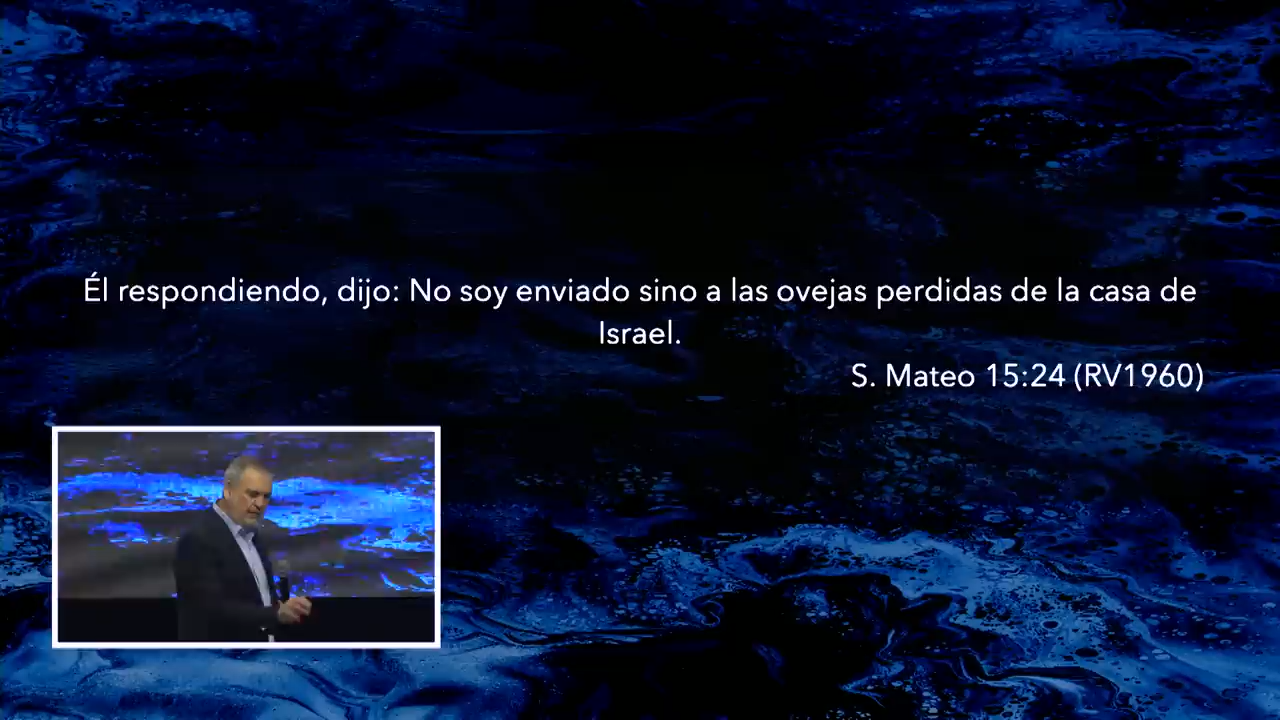 Él respondiendo, dijo: No soy enviado sino a las ovejas perdidas de la casa de
Israel.
S. Mateo 15:24 (RV1960)